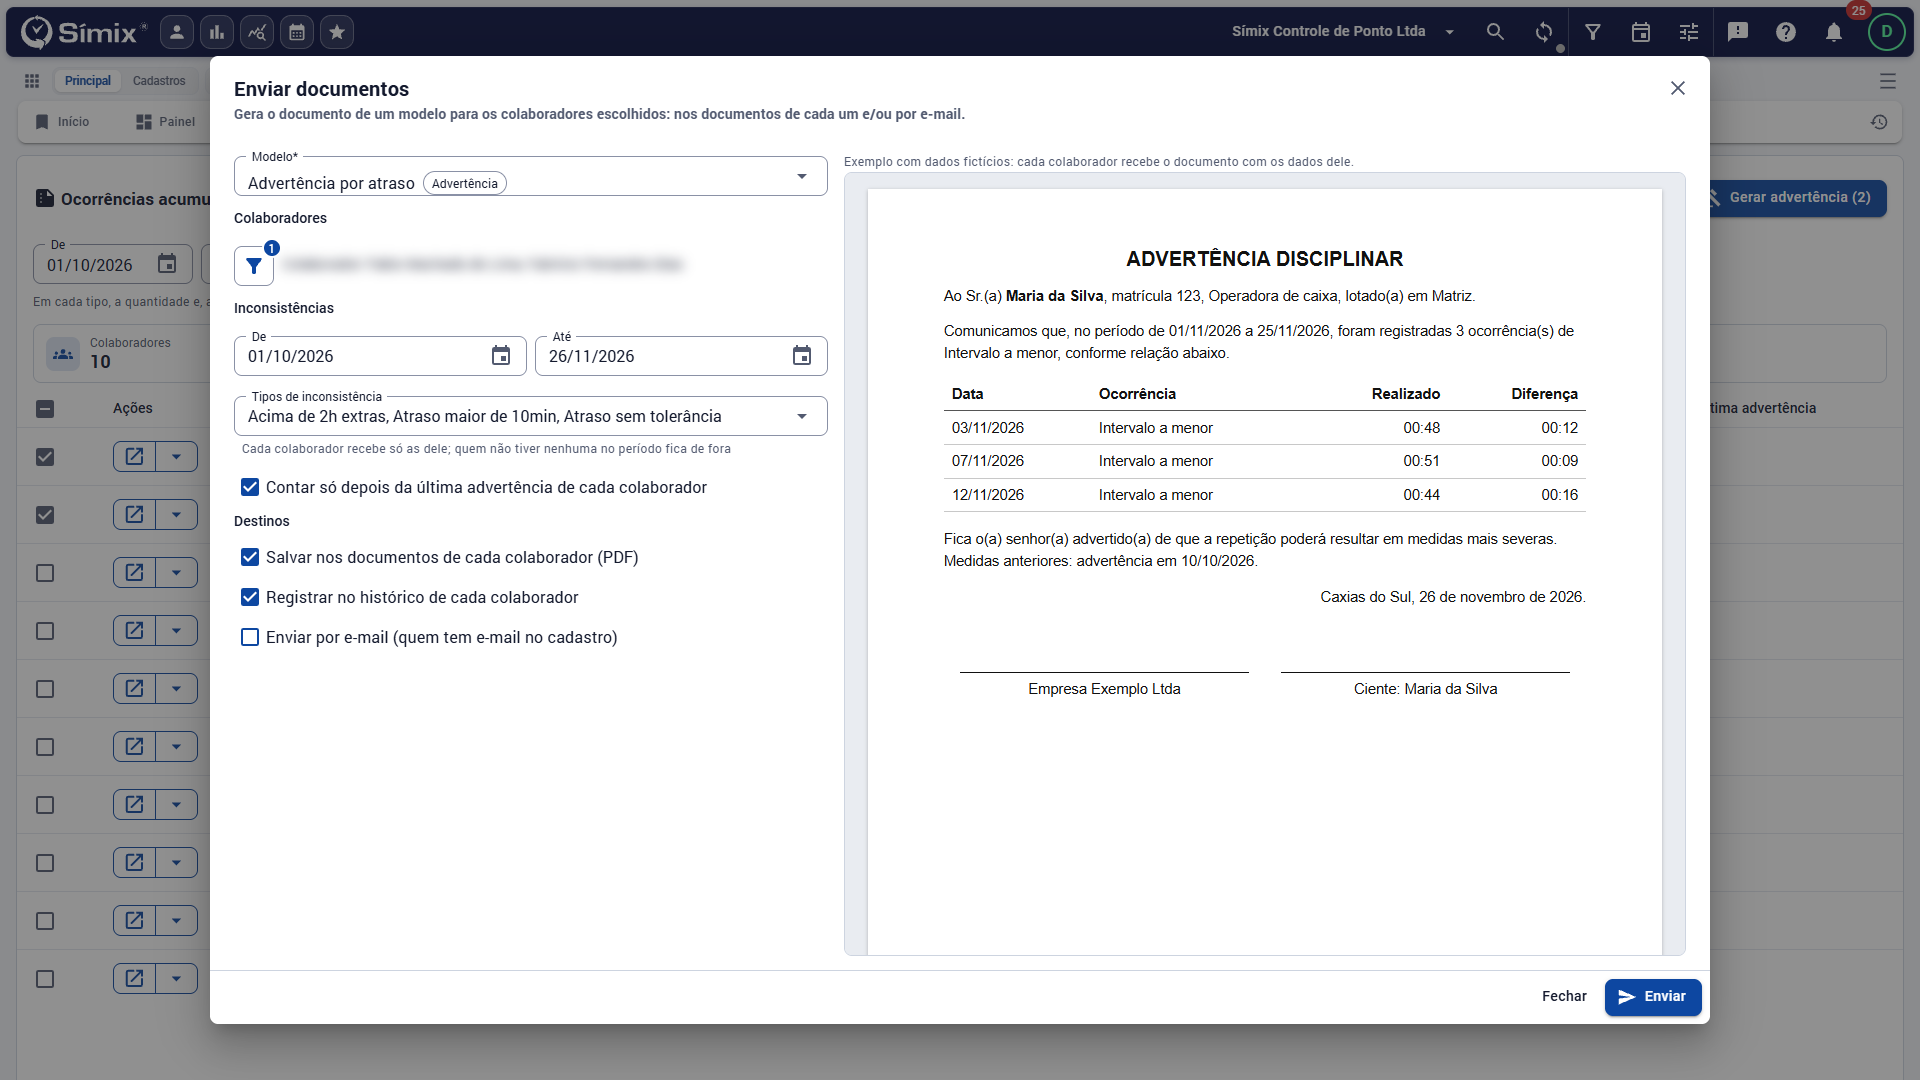 Símix
Símix Controle de Ponto Ltda
25
D
Principal
Cadastros
Início
Painel
Ocorrências acumu
Gerar advertência (2)
De
01/10/2026
Em cada tipo, a quantidade e, a
Colaboradores
10
Ações
tima advertência
Enviar documentos
Gera o documento de um modelo para os colaboradores escolhidos: nos documentos de cada um e/ou por e-mail.
Modelo*
Advertência por atraso Advertência
Colaboradores
1
Inconsistências
De
01/10/2026
Até
26/11/2026
Tipos de inconsistência
Acima de 2h extras, Atraso maior de 10min, Atraso sem tolerância
Cada colaborador recebe só as dele; quem não tiver nenhuma no período fica de fora
Contar só depois da última advertência de cada colaborador
Destinos
Salvar nos documentos de cada colaborador (PDF)
Registrar no histórico de cada colaborador
Enviar por e-mail (quem tem e-mail no cadastro)
Exemplo com dados fictícios: cada colaborador recebe o documento com os dados dele.
ADVERTÊNCIA DISCIPLINAR
Ao Sr.(a) Maria da Silva, matrícula 123, Operadora de caixa, lotado(a) em Matriz.
Comunicamos que, no período de 01/11/2026 a 25/11/2026, foram registradas 3 ocorrência(s) de
Intervalo a menor, conforme relação abaixo.
Data Ocorrência Realizado Diferença
03/11/2026 Intervalo a menor 00:48 00:12
07/11/2026 Intervalo a menor 00:51 00:09
12/11/2026 Intervalo a menor 00:44 00:16
Fica o(a) senhor(a) advertido(a) de que a repetição poderá resultar em medidas mais severas.
Medidas anteriores: advertência em 10/10/2026.
Caxias do Sul, 26 de novembro de 2026.
Empresa Exemplo Ltda
Ciente: Maria da Silva
Fechar
Enviar